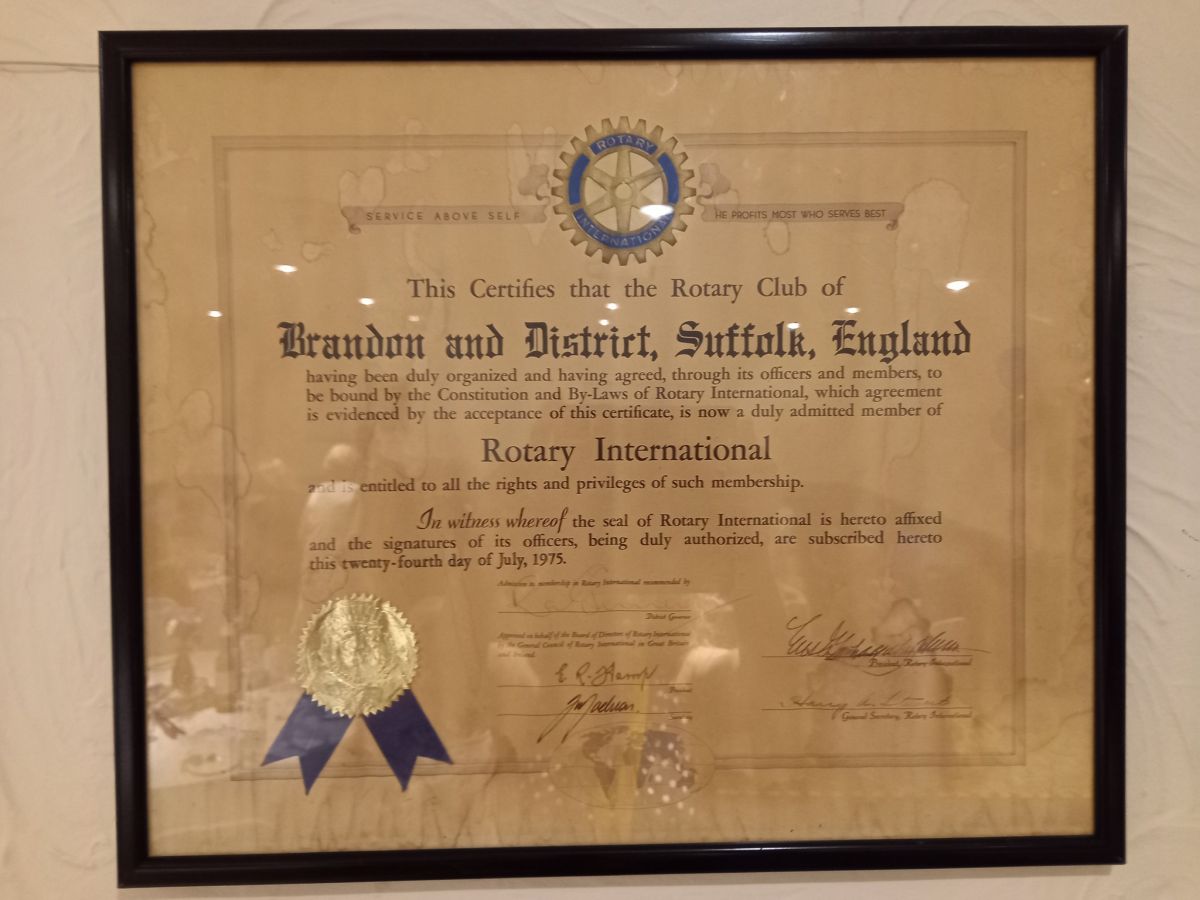 ROTARY
INTERNATIONAL
SERVICE ABOVE SELF
HE PROFITS MOST WHO SERVES BEST
This Certifies that the Rotary Club of
Brandon and District, Suffolk, England
having been duly organized and having agreed, through its officers and members, to
be bound by the Constitution and By-Laws of Rotary International, which agreement
is evidenced by the acceptance of this certificate, is now a duly admitted member of
Rotary International
and is entitled to all the rights and privileges of such membership.
In witness whereof the seal of Rotary International is hereto affixed
and the signatures of its officers, being duly authorized, are subscribed hereto
this twenty-fourth day of July, 1975.
Admission to membership in Rotary International recommended by
District Governor
Approved on behalf of the Board of Directors of Rotary International
by the General Council of Rotary International in Great Britain
and Ireland
President
Secretary
President, Rotary International
General Secretary, Rotary International